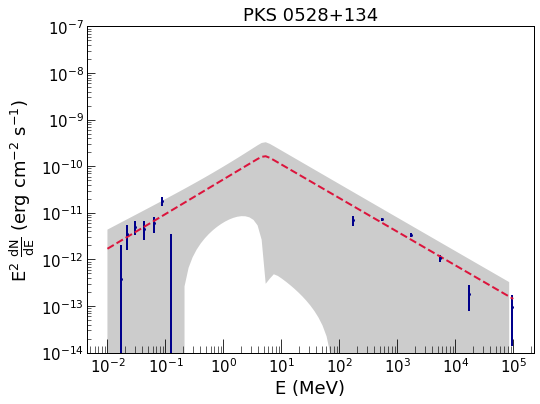 PKS 0528+134
E² dN/dE (erg cm⁻² s⁻¹)
10⁻⁷
10⁻⁸
10⁻⁹
10⁻¹⁰
10⁻¹¹
10⁻¹²
10⁻¹³
10⁻¹⁴
10⁻² 10⁻¹ 10⁰ 10¹ 10² 10³ 10⁴ 10⁵
E (MeV)